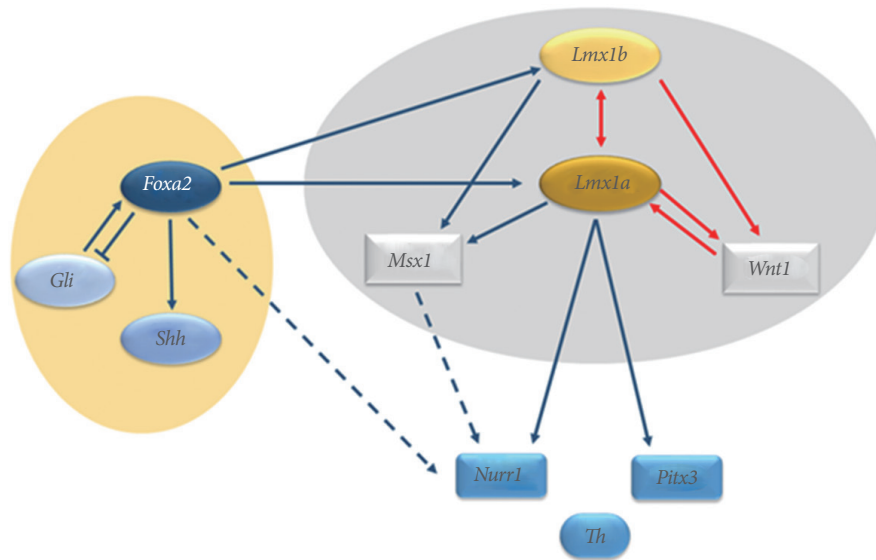 Lmx1b
Foxa2
Lmx1a
Gli
Msx1
Wnt1
Shh
Nurr1
Pitx3
Th